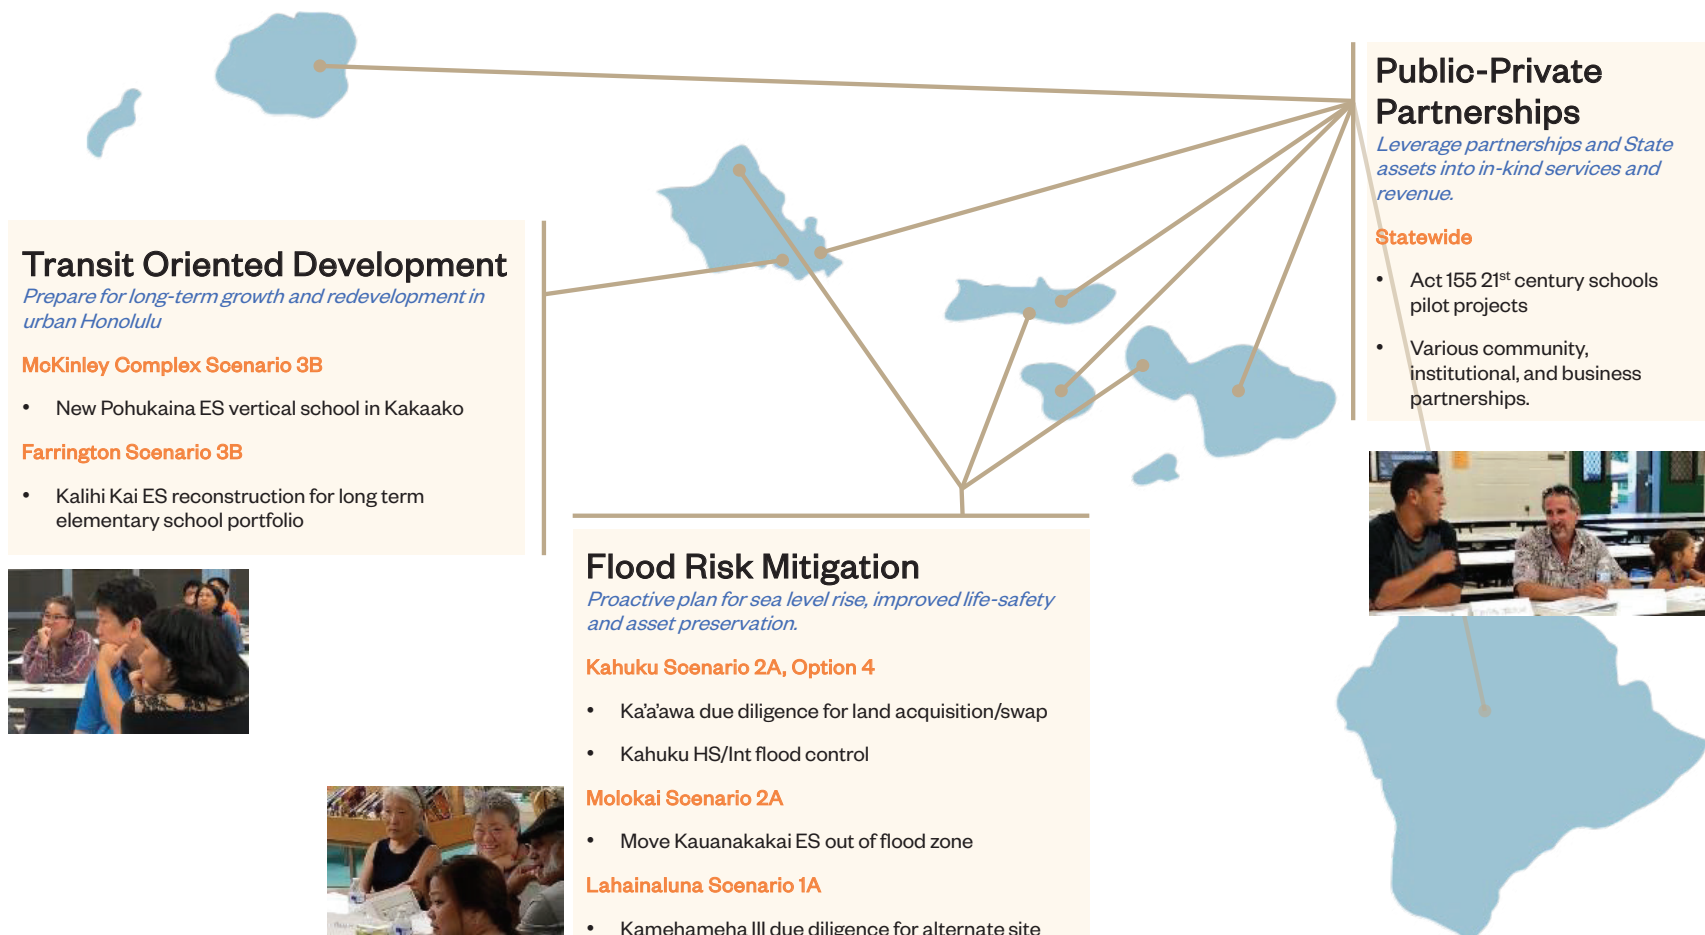 Public-Private
Partnerships
Leverage partnerships and State
assets into in-kind services and
revenue.
Statewide
• Act 155 21st century schools
pilot projects
• Various community,
institutional, and business
partnerships.
Transit Oriented Development
Prepare for long-term growth and redevelopment in
urban Honolulu
McKinley Complex Scenario 3B
• New Pohukaina ES vertical school in Kakaako
Farrington Scenario 3B
• Kalihi Kai ES reconstruction for long term
elementary school portfolio
Flood Risk Mitigation
Proactive plan for sea level rise, improved life-safety
and asset preservation.
Kahuku Scenario 2A, Option 4
• Ka'a'awa due diligence for land acquisition/swap
• Kahuku HS/Int flood control
Molokai Scenario 2A
• Move Kauanakakai ES out of flood zone
Lahainaluna Scenario 1A
• Kamehameha III due diligence for alternate site